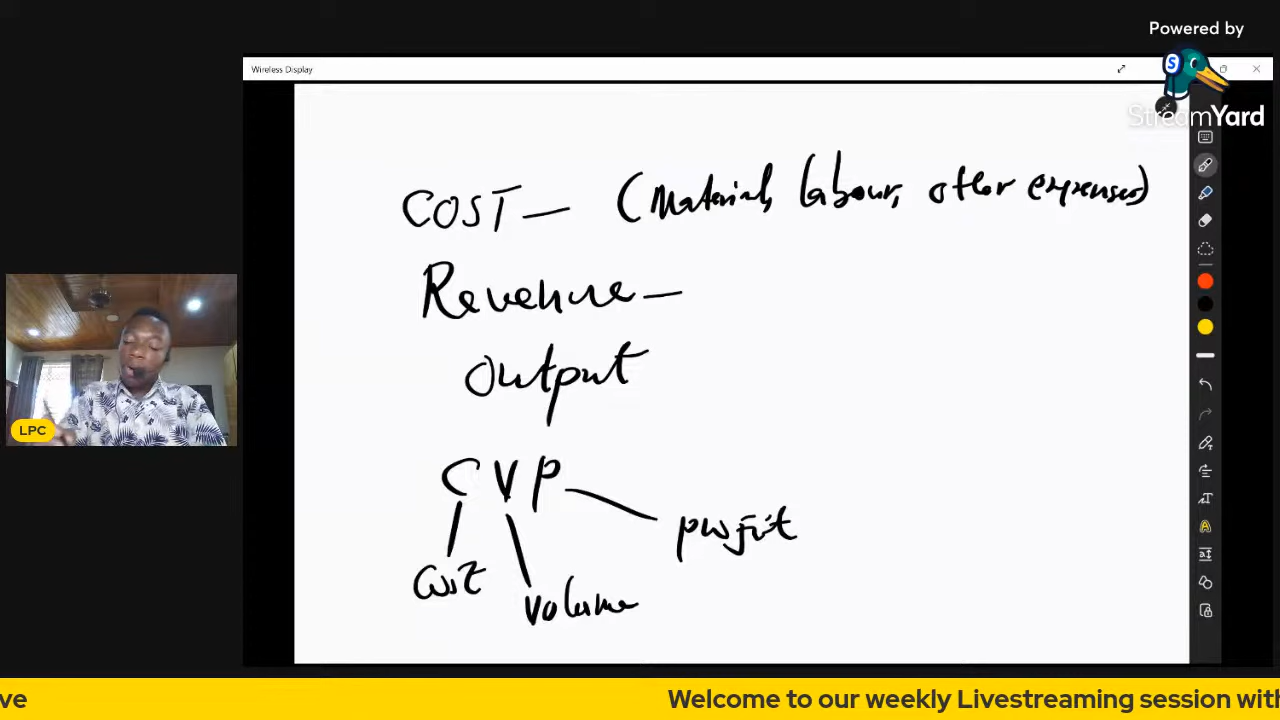 Powered by
StreamYard
Wireless Display
COST — (Material, labour, other expenses)
Revenue —
Output
C V P
profit
Cost
Volume
LPC
ve
Welcome to our weekly Livestreaming session with